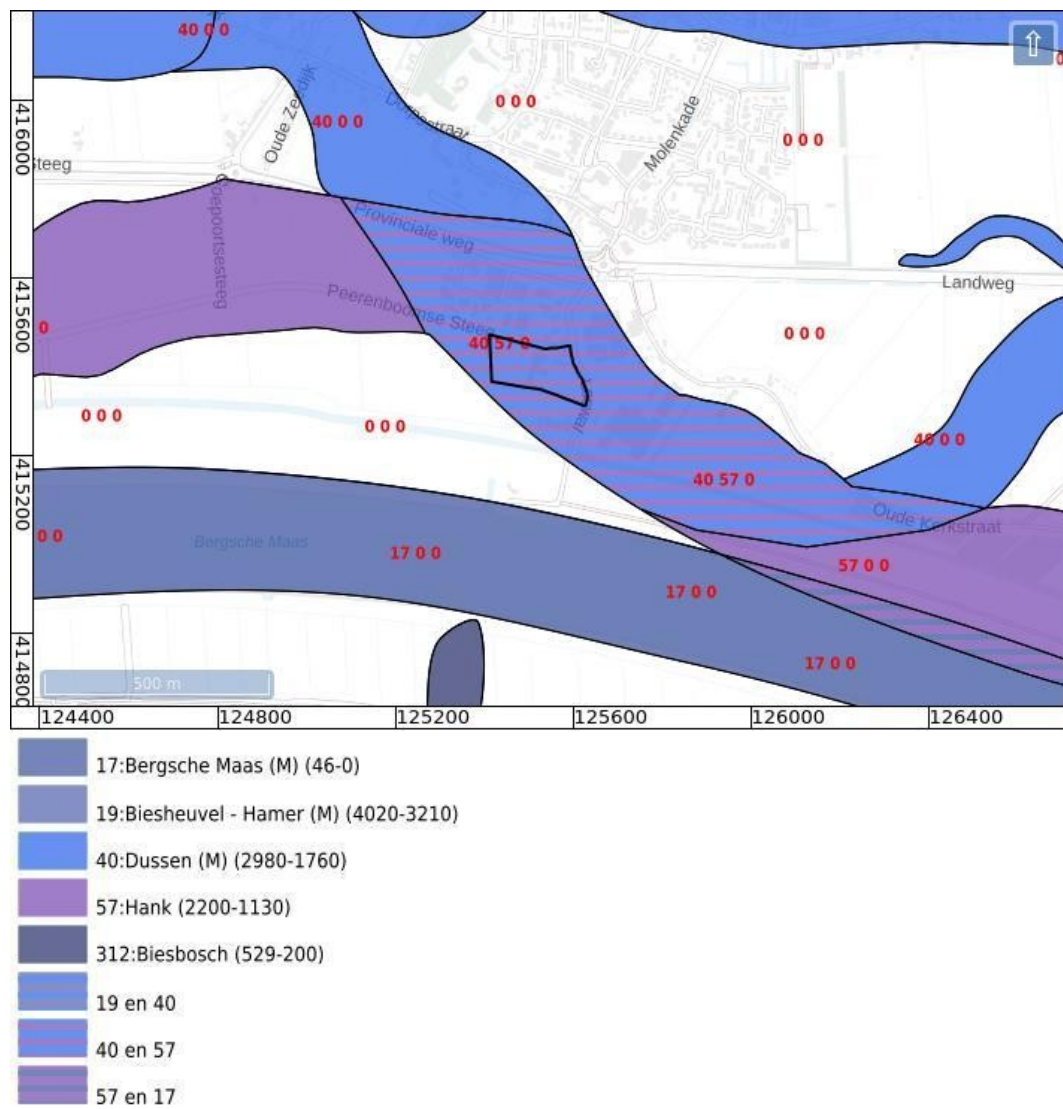 40 0 0
0 0 0
40 0 0
Dorpsstraat
Oude Zeedijk
Molenkade
0 0 0
416000
Steeg
Provinciale weg
Landweg
415600
0
Peerenboomse Steeg
40 57 0
0 0 0
0 0 0
0 0 0
40 0 0
40 57 0
415200
Oude Kerkstraat
0 0
Bergsche Maas
17 0 0
57 0 0
17 0 0
17 0 0
414800
500 m
124400
124800
125200
125600
126000
126400
17:Bergsche Maas (M) (46-0)
19:Biesheuvel - Hamer (M) (4020-3210)
40:Dussen (M) (2980-1760)
57:Hank (2200-1130)
312:Biesbosch (529-200)
19 en 40
40 en 57
57 en 17